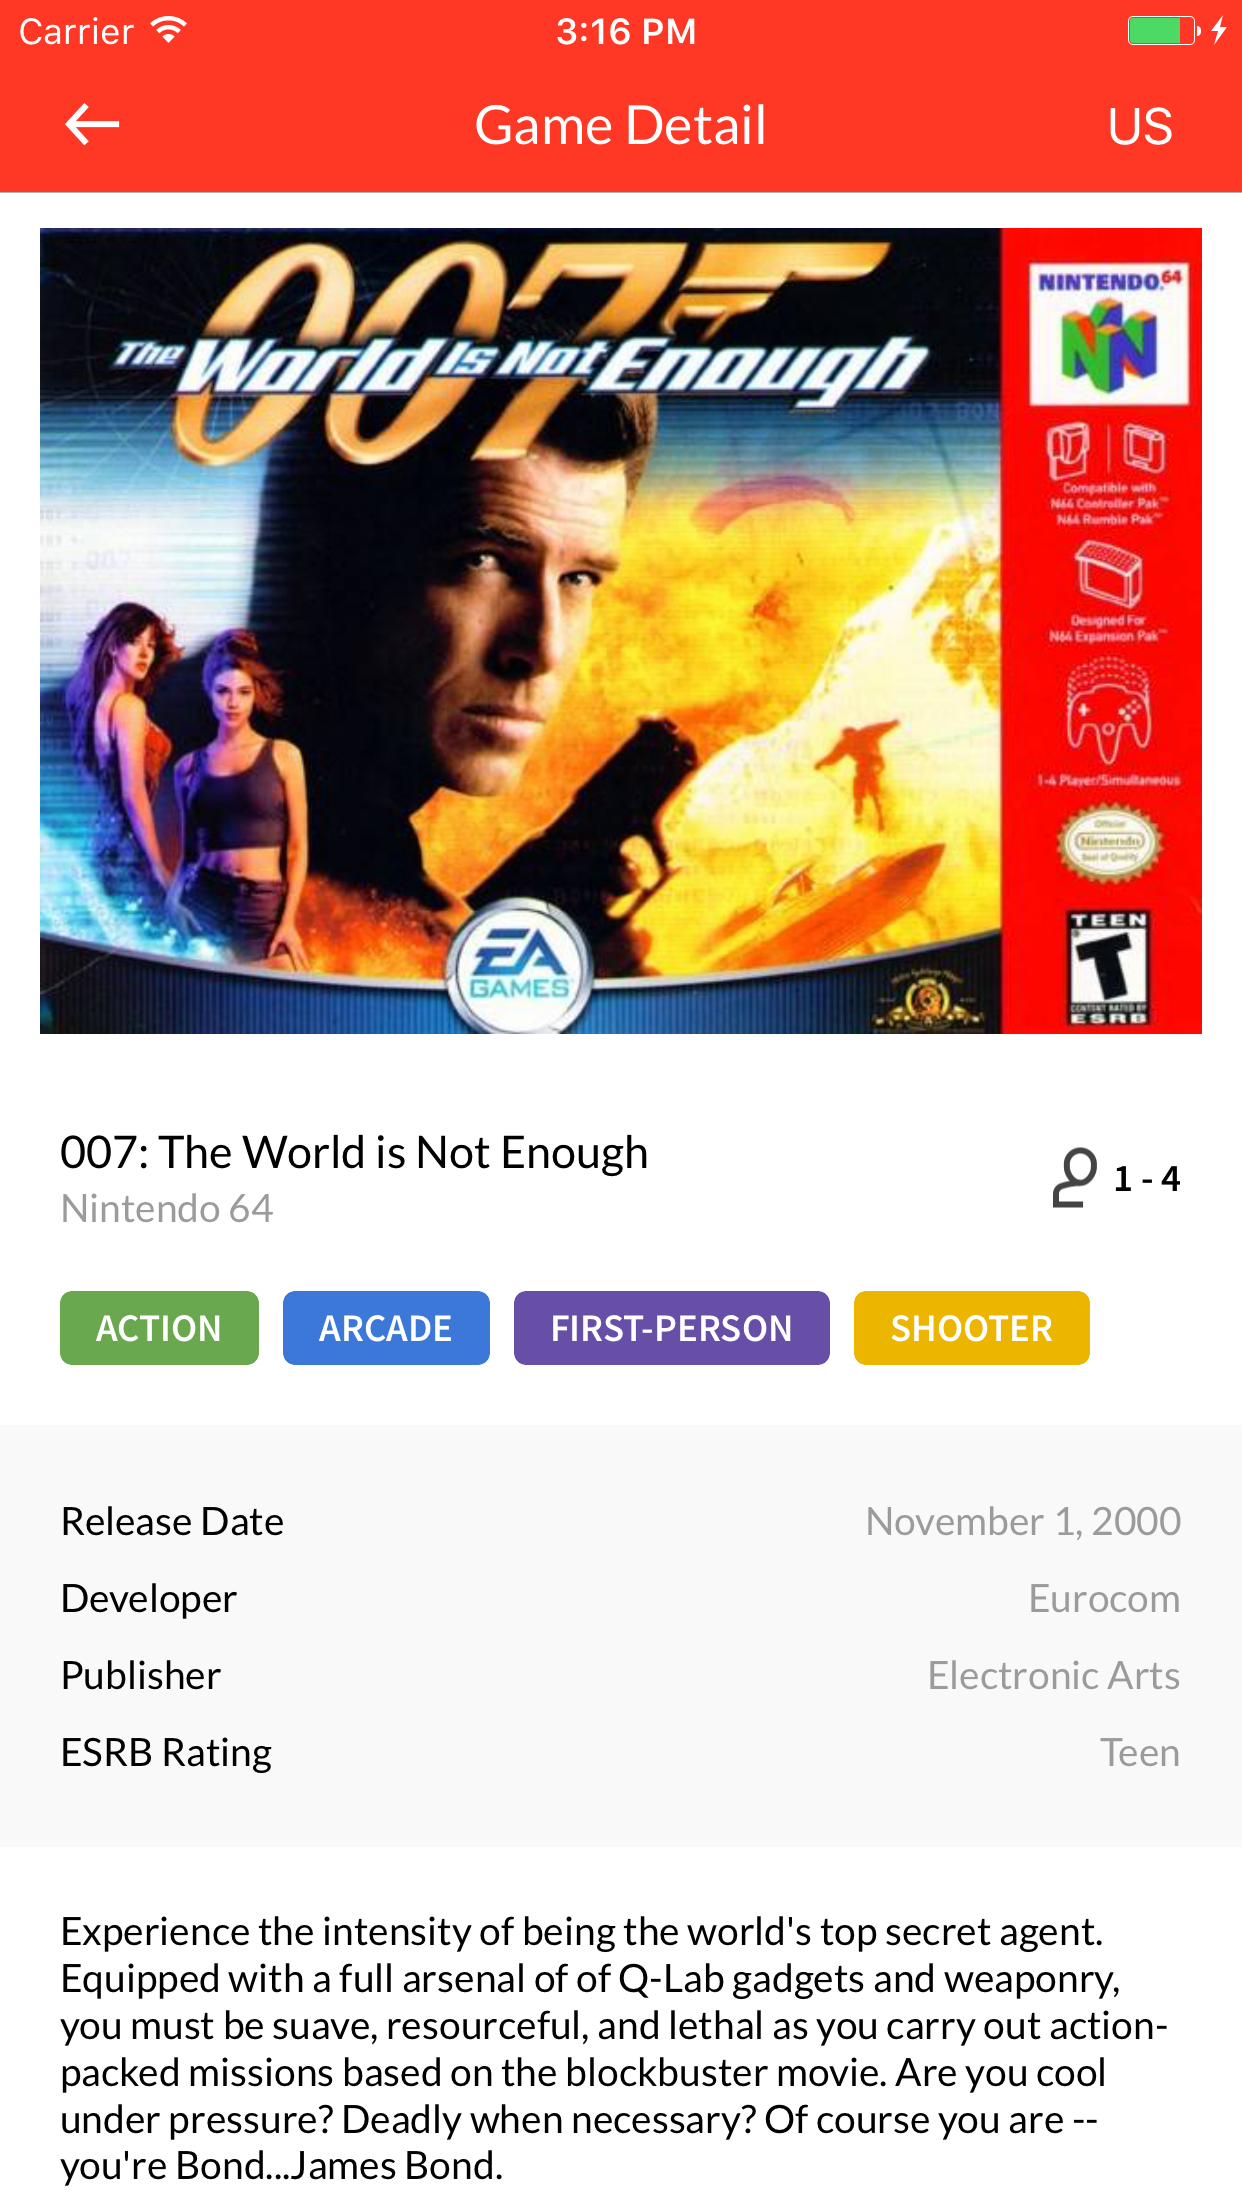 Carrier 3:16 PM
Game Detail US
007
The World Is Not Enough
NINTENDO 64
Compatible with
N64 Controller Pak™
N64 Rumble Pak™
Designed For
N64 Expansion Pak™
1-4 Player/Simultaneous
Official
Nintendo
Seal of Quality
EA
GAMES
TEEN
T
CONTENT RATED BY
ESRB
007: The World is Not Enough
Nintendo 64
1 - 4
ACTION ARCADE FIRST-PERSON SHOOTER
Release Date November 1, 2000
Developer Eurocom
Publisher Electronic Arts
ESRB Rating Teen
Experience the intensity of being the world's top secret agent.
Equipped with a full arsenal of of Q-Lab gadgets and weaponry,
you must be suave, resourceful, and lethal as you carry out action-
packed missions based on the blockbuster movie. Are you cool
under pressure? Deadly when necessary? Of course you are --
you're Bond...James Bond.